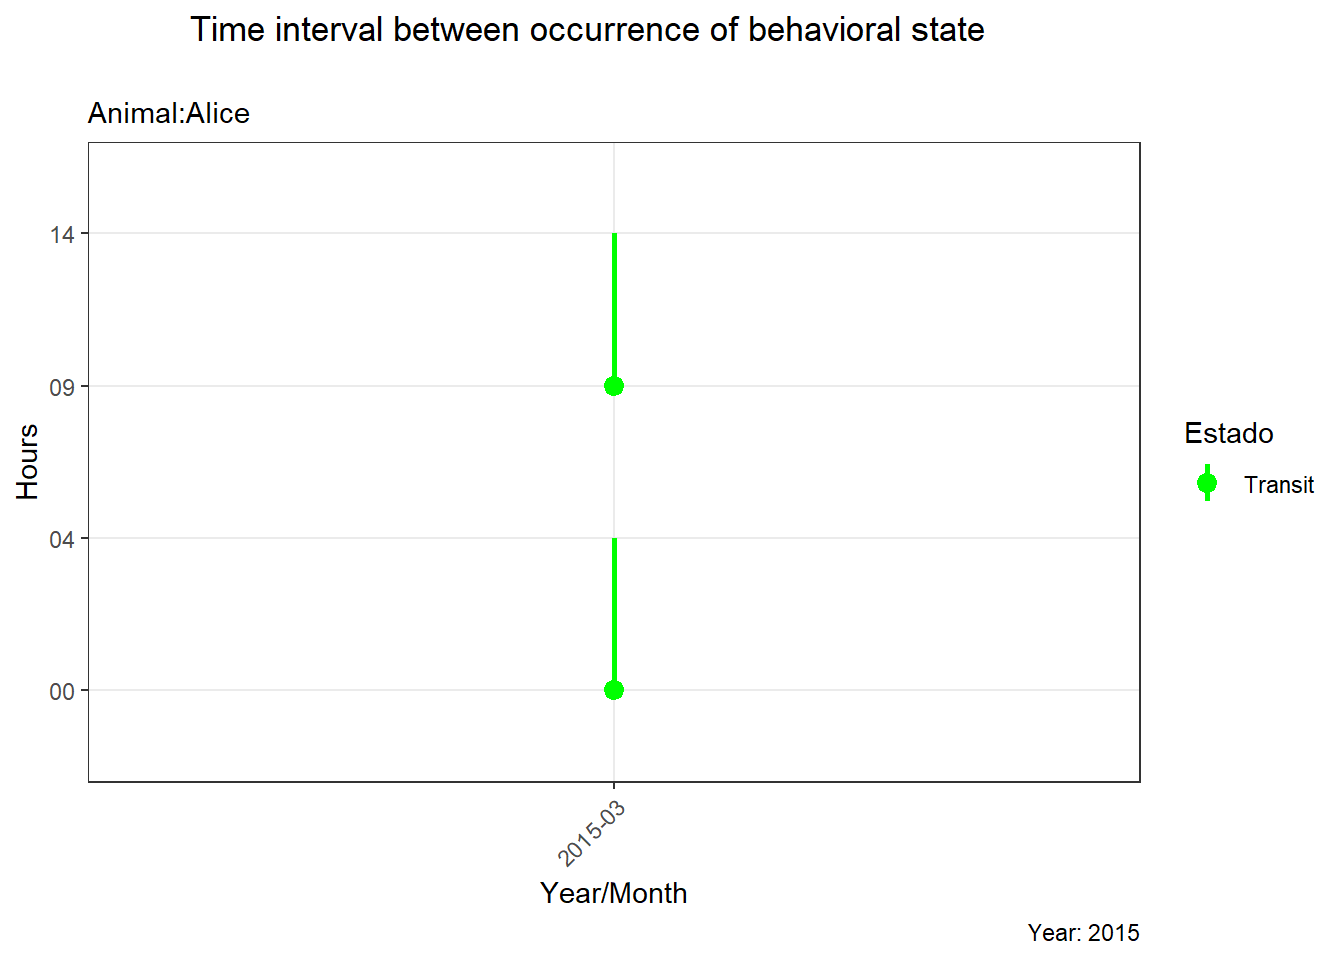 Time interval between occurrence of behavioral state
Animal:Alice
14
09
04
00
Hours
2015-03
Year/Month
Estado
Transit
Year: 2015